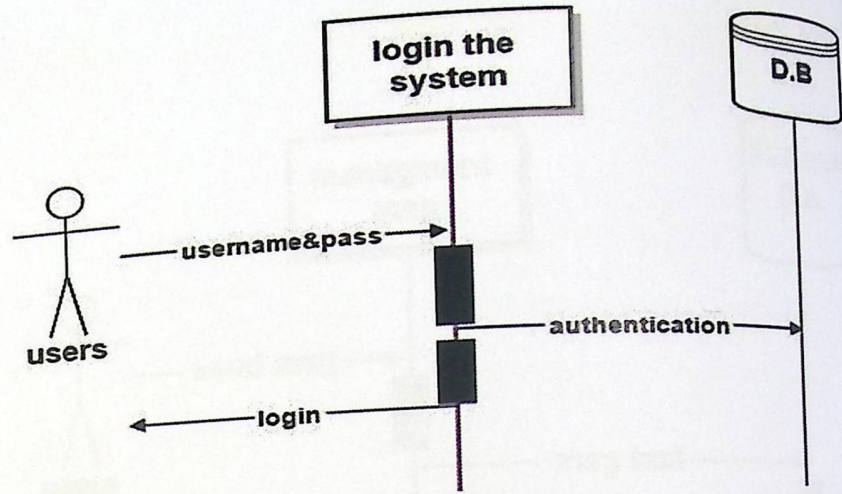 login the
system
D.B
username&pass
users
authentication
login